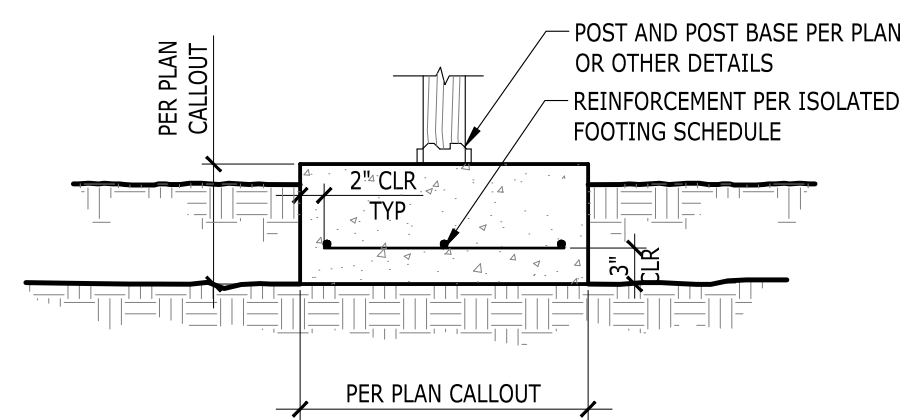 POST AND POST BASE PER PLAN
OR OTHER DETAILS
REINFORCEMENT PER ISOLATED
FOOTING SCHEDULE
PER PLAN
CALLOUT
2" CLR
TYP
3"
CLR
PER PLAN CALLOUT